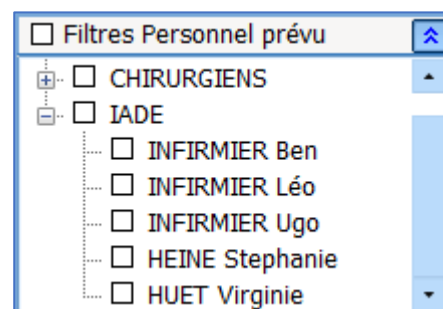 Filtres Personnel prévu
CHIRURGIENS
IADE
INFIRMIER Ben
INFIRMIER Léo
INFIRMIER Ugo
HEINE Stephanie
HUET Virginie